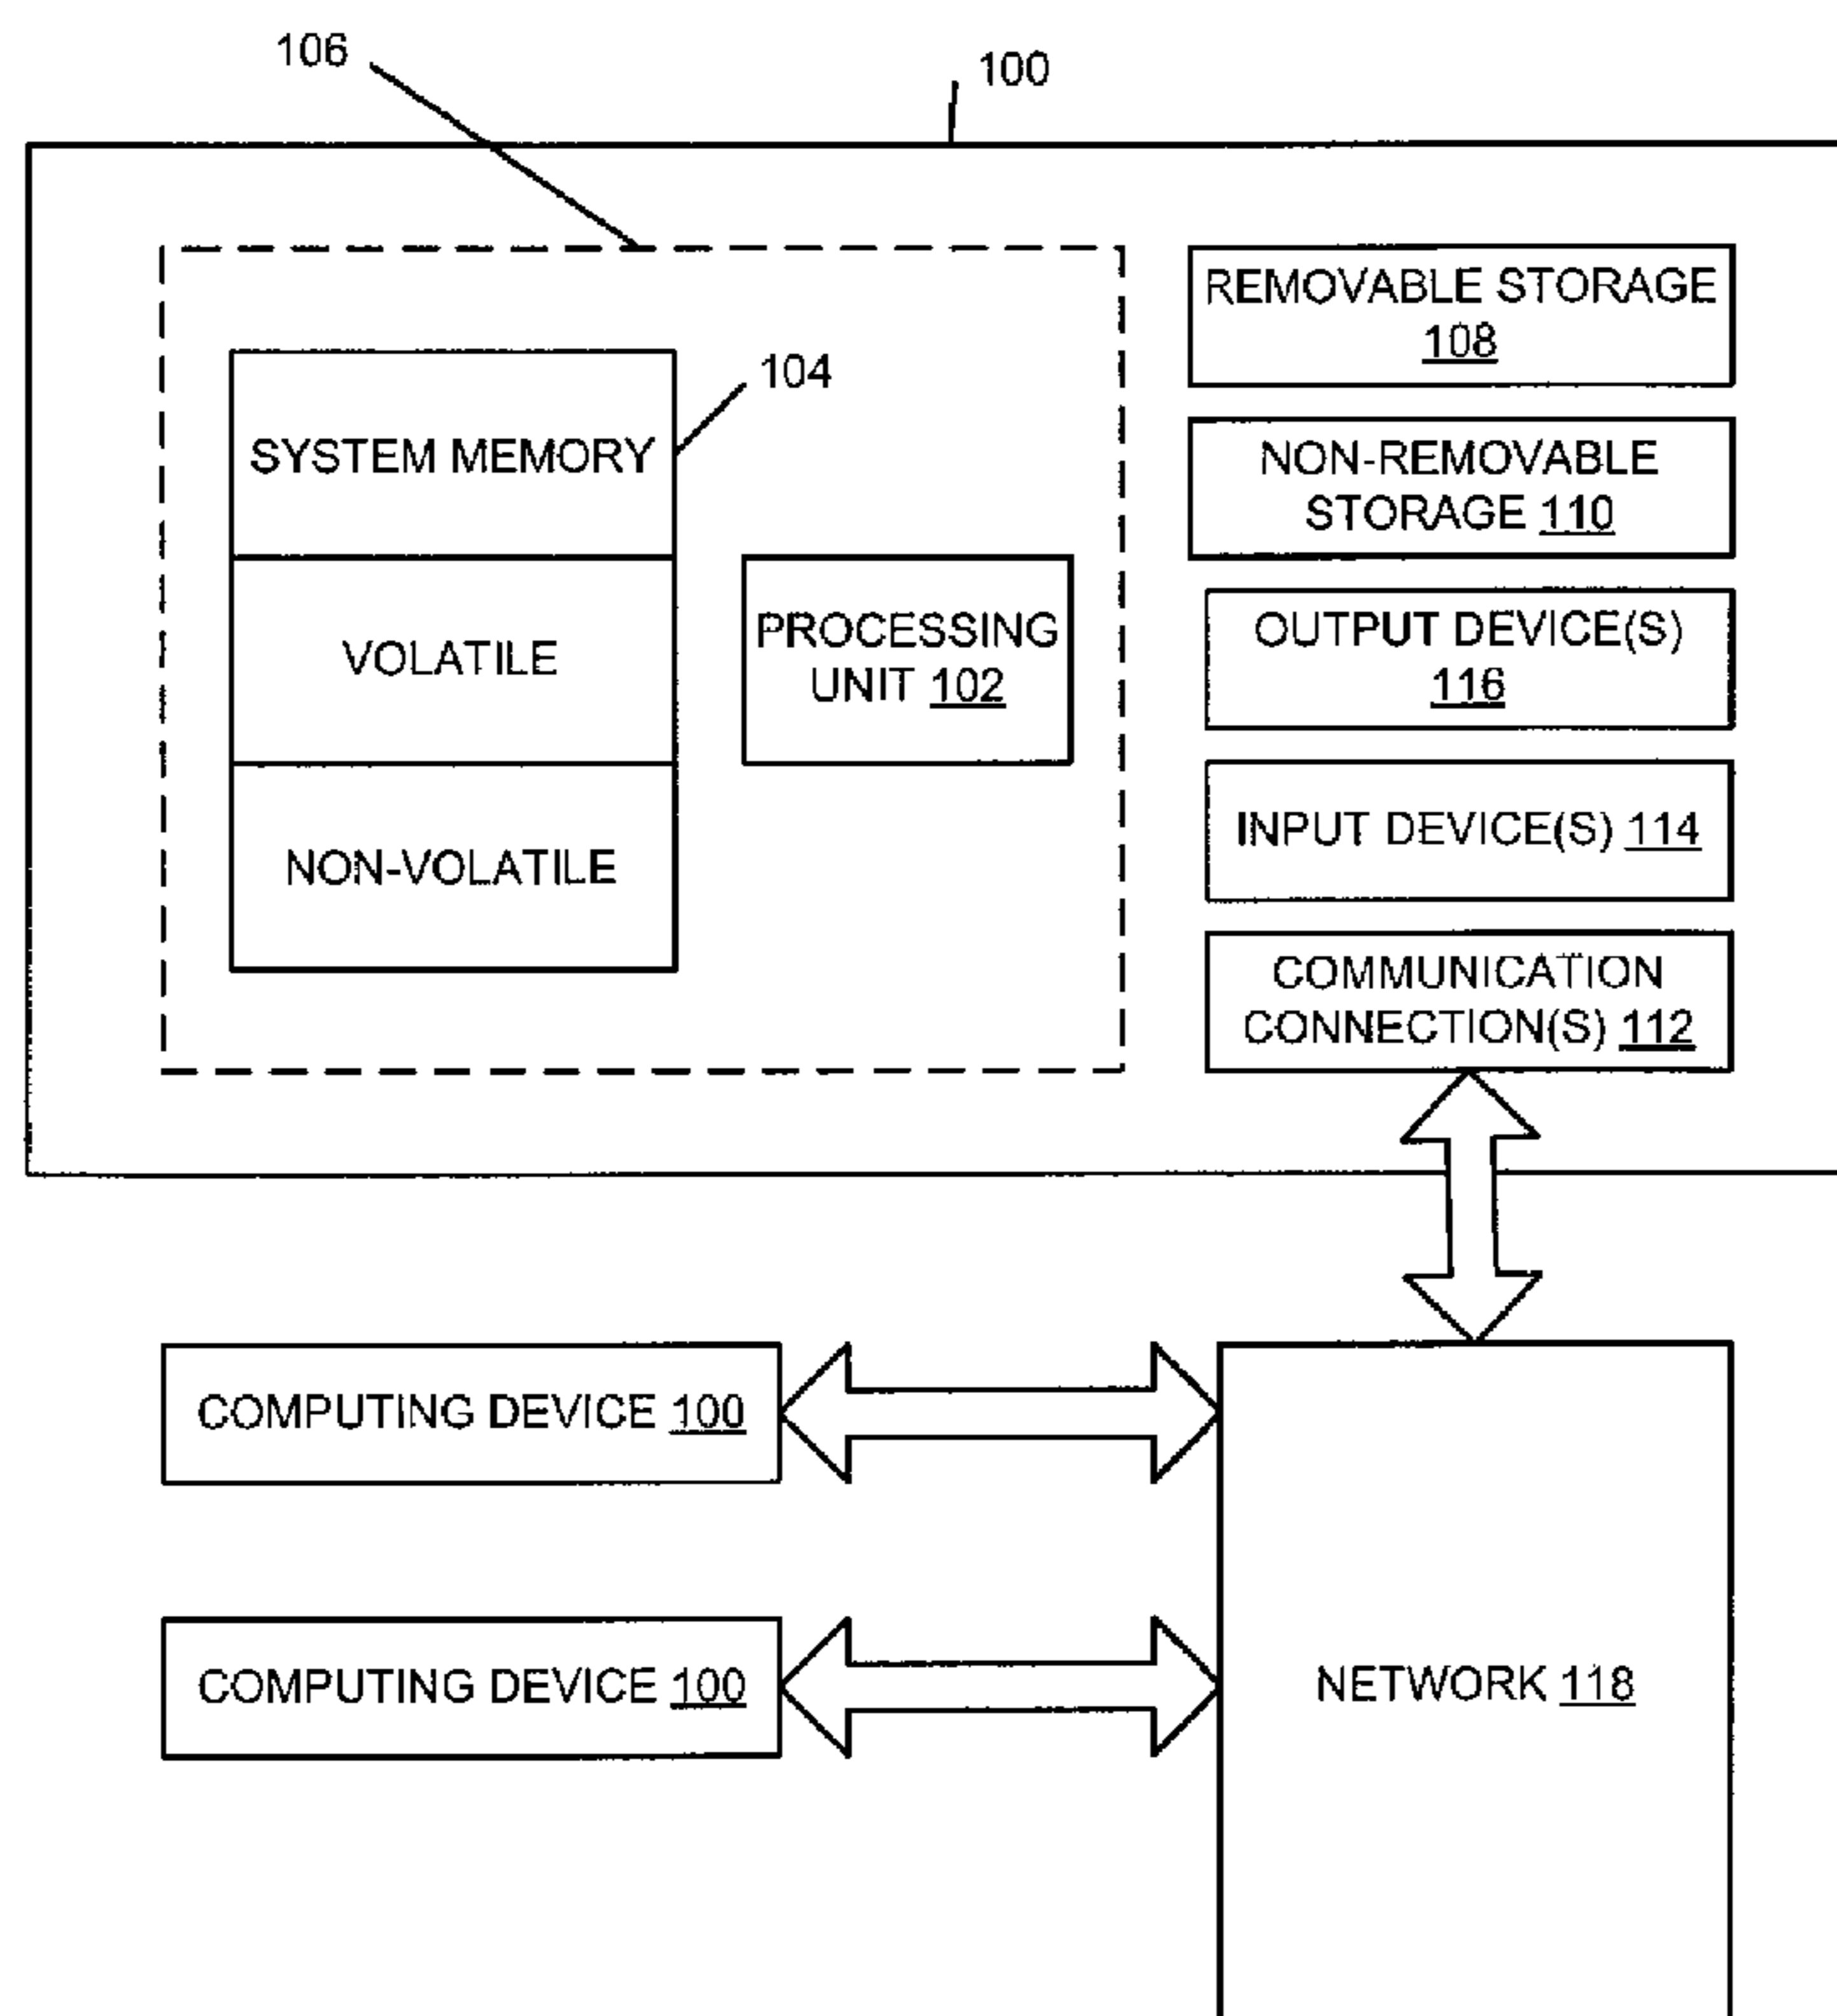 106
100
REMOVABLE STORAGE
108
104
SYSTEM MEMORY
NON-REMOVABLE
STORAGE 110
VOLATILE
PROCESSING
UNIT 102
OUTPUT DEVICE(S)
116
NON-VOLATILE
INPUT DEVICE(S) 114
COMMUNICATION
CONNECTION(S) 112
COMPUTING DEVICE 100
COMPUTING DEVICE 100
NETWORK 118